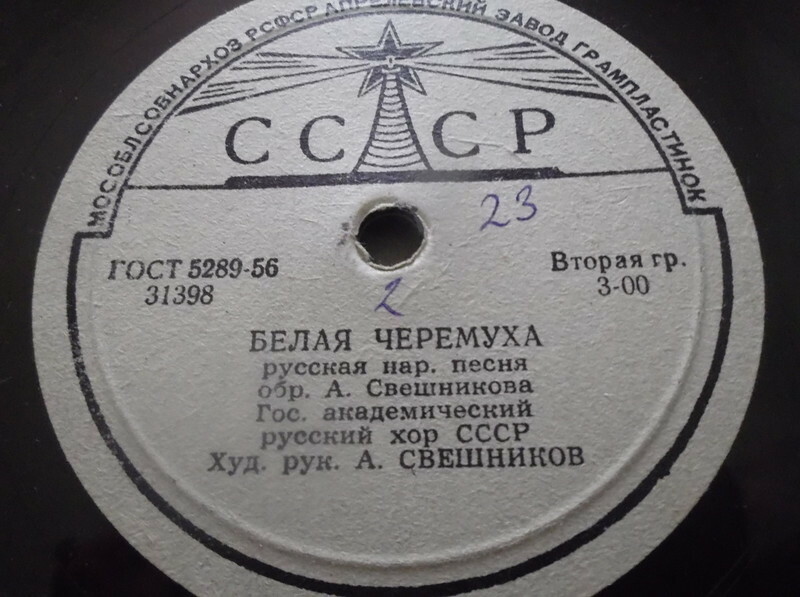 МОСОБЛСОВНАРХОЗ РСФСР АПРЕЛЕВСКИЙ ЗАВОД ГРАМПЛАСТИНОК
СССР
23
ГОСТ 5289-56
31398
Вторая гр.
3-00
2
БЕЛАЯ ЧЕРЕМУХА
русская нар. песня
обр. А. Свешникова
Гос. академический
русский хор СССР
Худ. рук. А. СВЕШНИКОВ